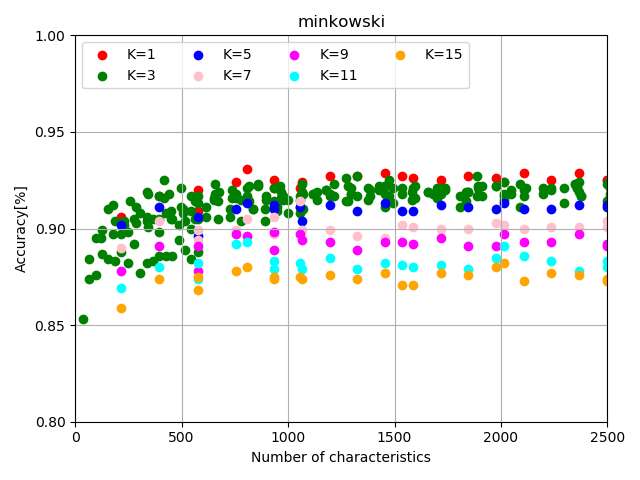 minkowski
K=1 K=5 K=9 K=15
K=3 K=7 K=11
Accuracy[%]
1.00
0.95
0.90
0.85
0.80
0 500 1000 1500 2000 2500
Number of characteristics